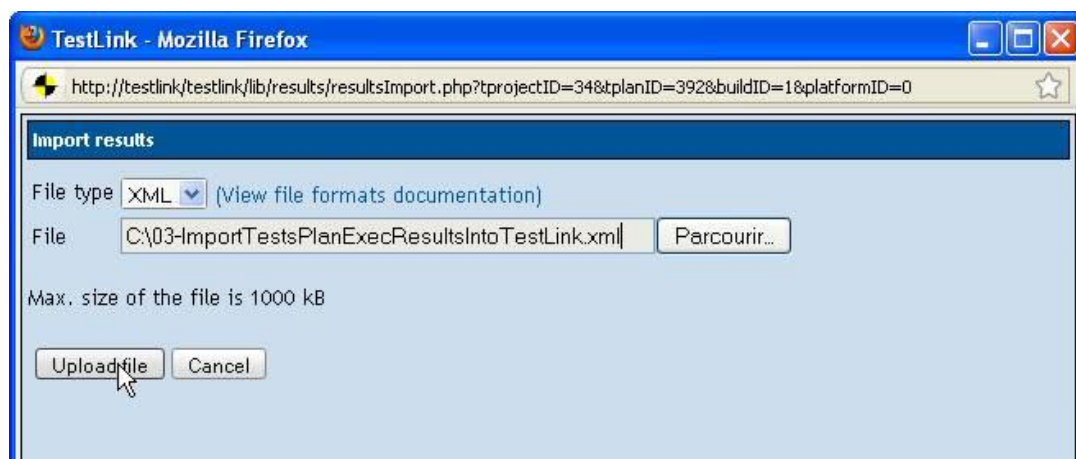 TestLink - Mozilla Firefox
http://testlink/testlink/lib/results/resultsImport.php?tprojectID=34&tplanID=392&buildID=1&platformID=0
Import results
File type XML (View file formats documentation)
File C:\03-ImportTestsPlanExecResultsIntoTestLink.xml Parcourir...
Max. size of the file is 1000 kB
Upload file Cancel